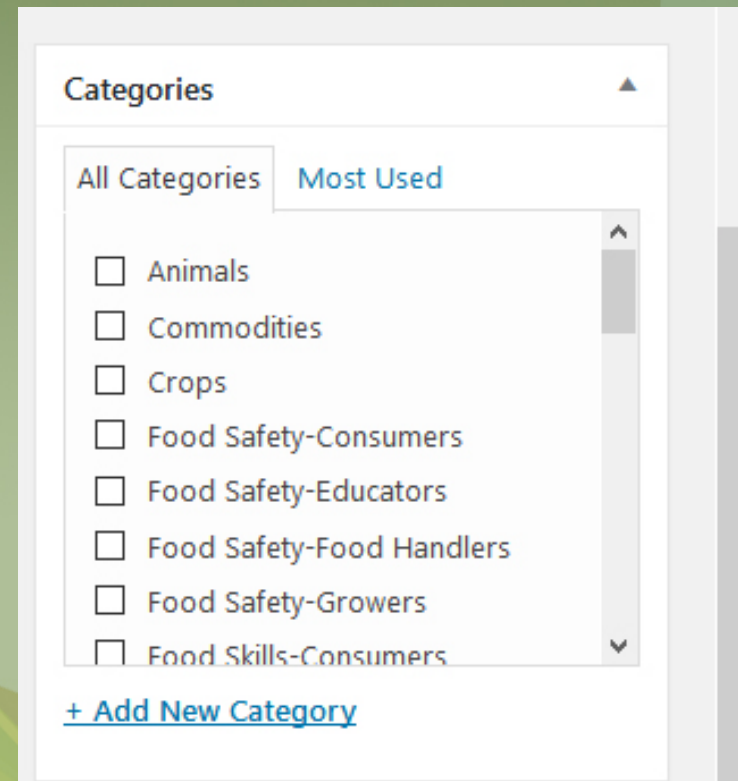 Categories
All Categories Most Used
Animals
Commodities
Crops
Food Safety-Consumers
Food Safety-Educators
Food Safety-Food Handlers
Food Safety-Growers
Food Skills-Consumers
+ Add New Category